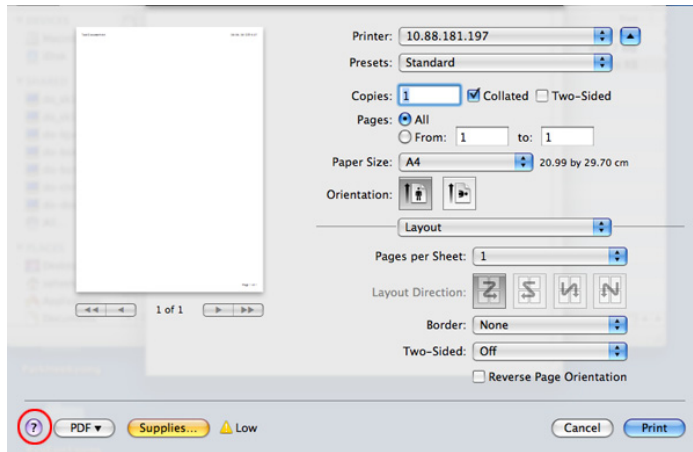 Printer: 10.88.181.197
Presets: Standard
Copies: 1 Collated Two-Sided
Pages: All
From: 1 to: 1
Paper Size: A4 20.99 by 29.70 cm
Orientation:
Layout
Pages per Sheet: 1
Layout Direction:
Border: None
Two-Sided: Off
Reverse Page Orientation
1 of 1
? PDF Supplies... Low Cancel Print